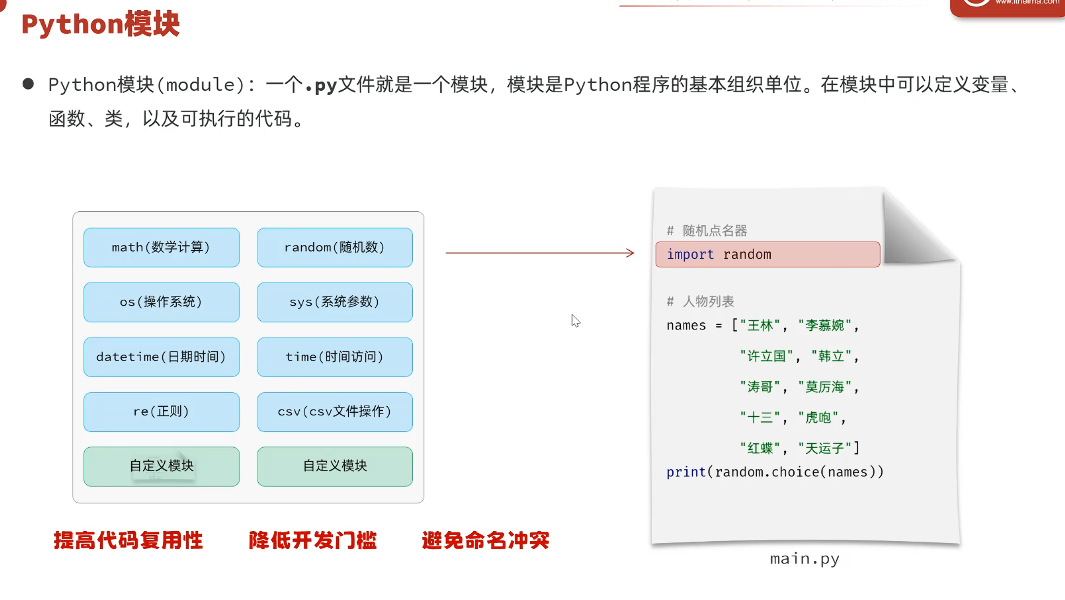 Python模块
www.itheima.com
Python模块(module)：一个.py文件就是一个模块，模块是Python程序的基本组织单位。在模块中可以定义变量、
函数、类，以及可执行的代码。
math(数学计算)
random(随机数)
os(操作系统)
sys(系统参数)
datetime(日期时间)
time(时间访问)
re(正则)
csv(csv文件操作)
自定义模块
自定义模块
提高代码复用性
降低开发门槛
避免命名冲突
# 随机点名器
import random
# 人物列表
names = ["王林", "李慕婉",
"许立国", "韩立",
"涛哥", "莫厉海",
"十三", "虎咆",
"红蝶", "天运子"]
print(random.choice(names))
main.py